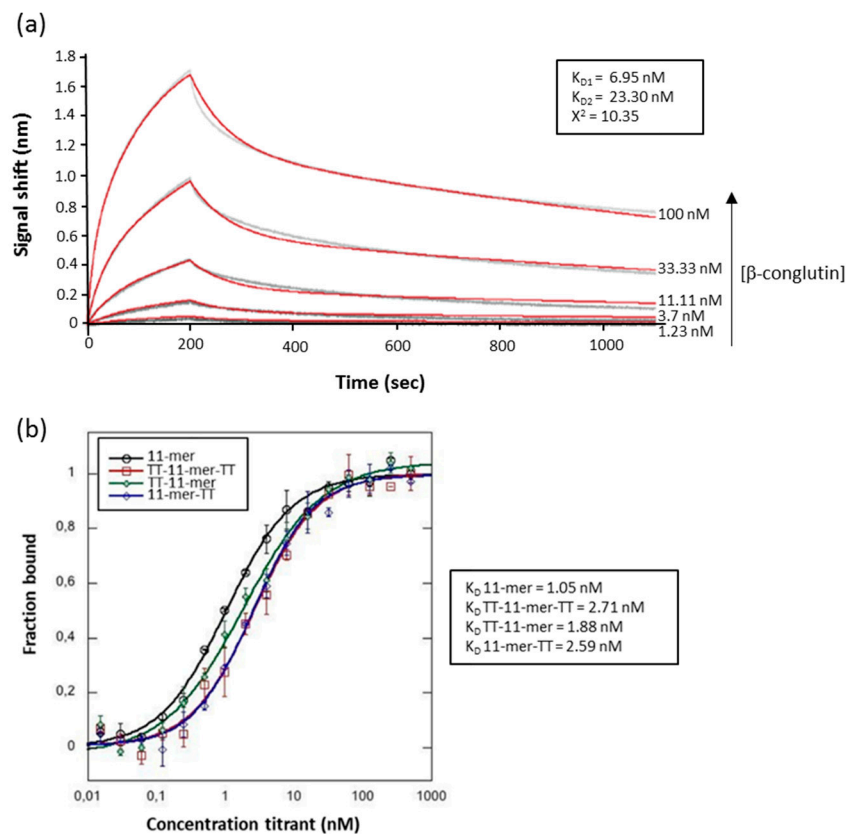 (a)
Signal shift (nm)
1.8
1.6
1.4
1.2
1.0
0.8
0.6
0.4
0.2
0
K_D1 = 6.95 nM
K_D2 = 23.30 nM
X² = 10.35
100 nM
33.33 nM
11.11 nM
3.7 nM
1.23 nM
[β-conglutin]
0
200
400
600
800
1000
Time (sec)
(b)
Fraction bound
1
0,8
0,6
0,4
0,2
0
11-mer
TT-11-mer-TT
TT-11-mer
11-mer-TT
0,01
0,1
1
10
100
1000
Concentration titrant (nM)
K_D 11-mer = 1.05 nM
K_D TT-11-mer-TT = 2.71 nM
K_D TT-11-mer = 1.88 nM
K_D 11-mer-TT = 2.59 nM